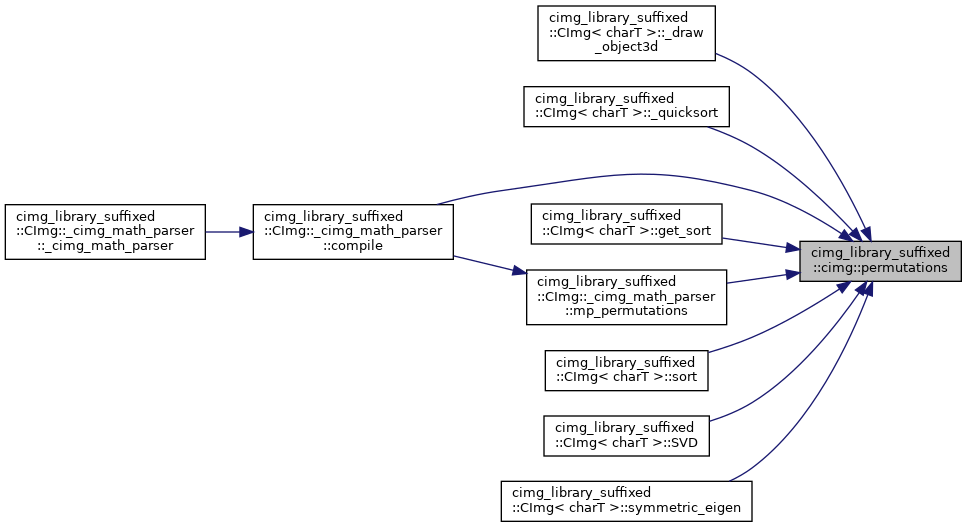 cimg_library_suffixed
::CImg< charT >::_draw
_object3d
cimg_library_suffixed
::CImg< charT >::_quicksort
cimg_library_suffixed
::CImg::_cimg_math_parser
::_cimg_math_parser
cimg_library_suffixed
::CImg::_cimg_math_parser
::compile
cimg_library_suffixed
::CImg< charT >::get_sort
cimg_library_suffixed
::cimg::permutations
cimg_library_suffixed
::CImg::_cimg_math_parser
::mp_permutations
cimg_library_suffixed
::CImg< charT >::sort
cimg_library_suffixed
::CImg< charT >::SVD
cimg_library_suffixed
::CImg< charT >::symmetric_eigen